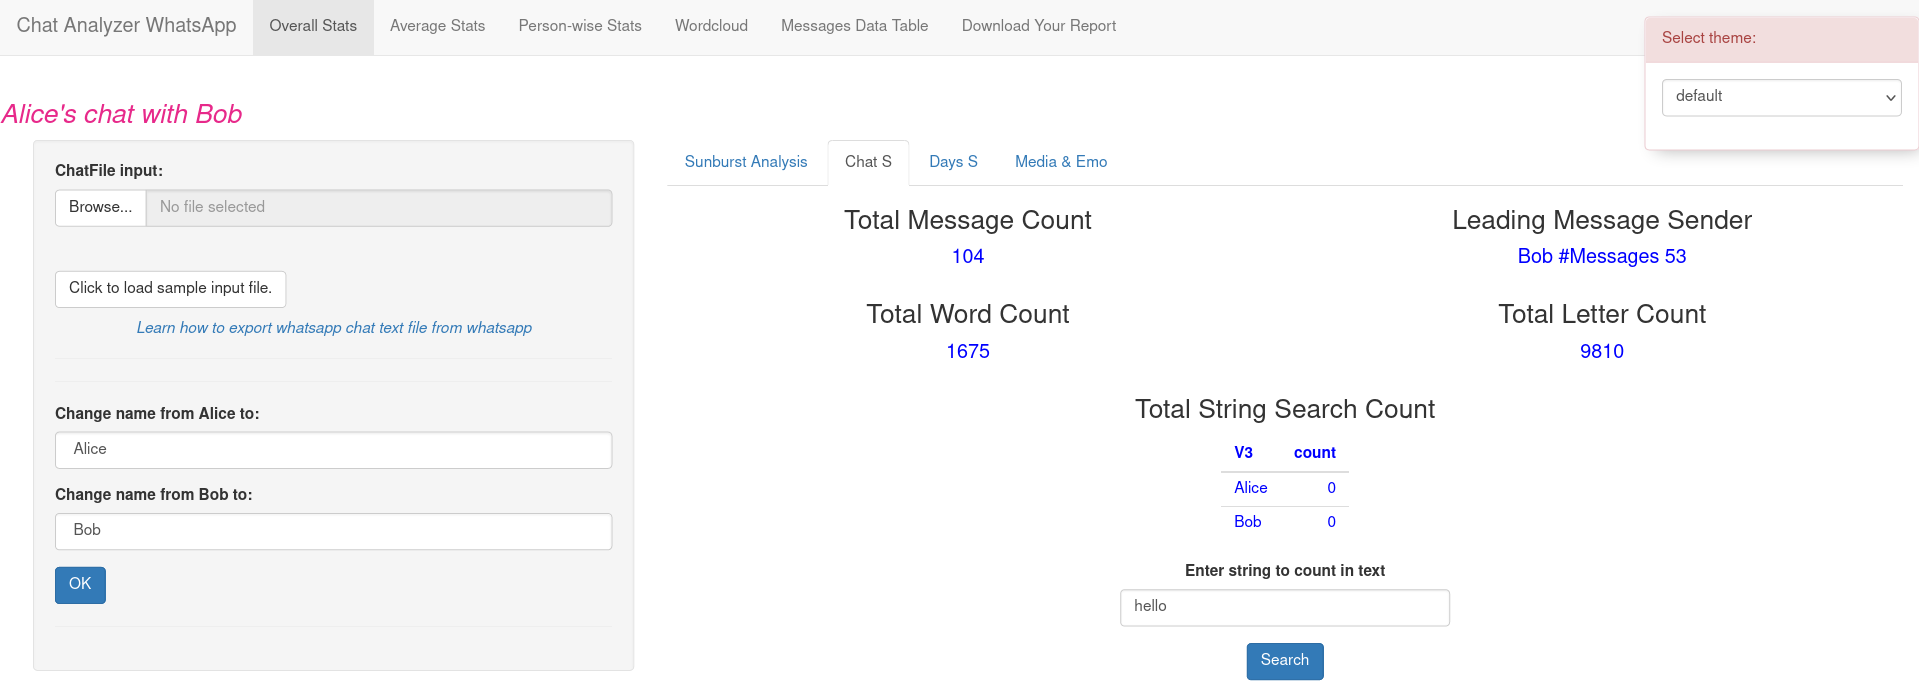 Chat Analyzer WhatsApp Overall Stats Average Stats Person-wise Stats Wordcloud Messages Data Table Download Your Report
Select theme:
default
Alice's chat with Bob
ChatFile input:
Browse... No file selected
Click to load sample input file.
Learn how to export whatsapp chat text file from whatsapp
Change name from Alice to:
Alice
Change name from Bob to:
Bob
OK
Sunburst Analysis Chat S Days S Media & Emo
Total Message Count Leading Message Sender
104 Bob #Messages 53
Total Word Count Total Letter Count
1675 9810
Total String Search Count
V3 count
Alice 0
Bob 0
Enter string to count in text
hello
Search